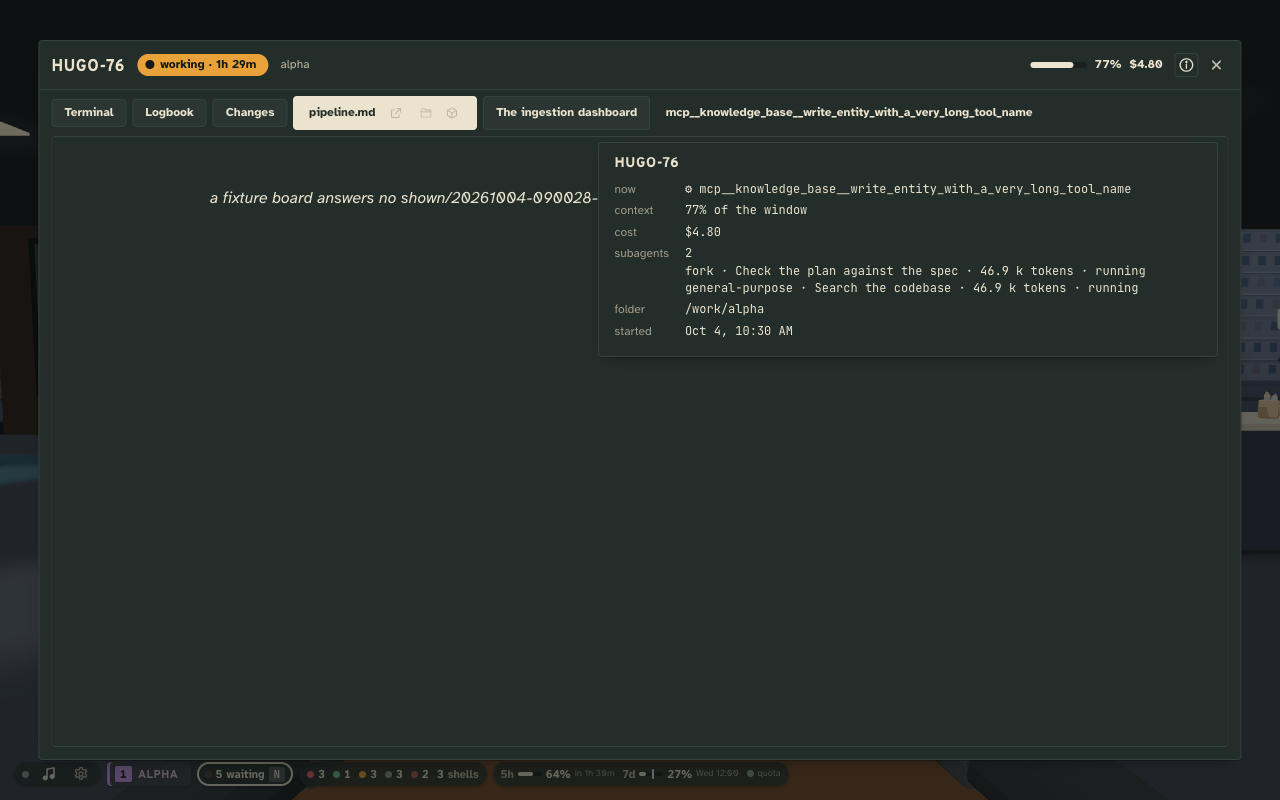 HUGO-76
working · 1h 29m
alpha
77% $4.80
Terminal
Logbook
Changes
pipeline.md
The ingestion dashboard
mcp__knowledge_base__write_entity_with_a_very_long_tool_name
a fixture board answers no shown/20261004-090028-
HUGO-76
now ⚙ mcp__knowledge_base__write_entity_with_a_very_long_tool_name
context 77% of the window
cost $4.80
subagents 2
fork · Check the plan against the spec · 46.9 k tokens · running
general-purpose · Search the codebase · 46.9 k tokens · running
folder /work/alpha
started Oct 4, 10:30 AM
1 ALPHA
5 waiting N
3 1 3 3 2 3 shells
5h 64% in 1h 30m 7d 27% Wed 12:00 quota